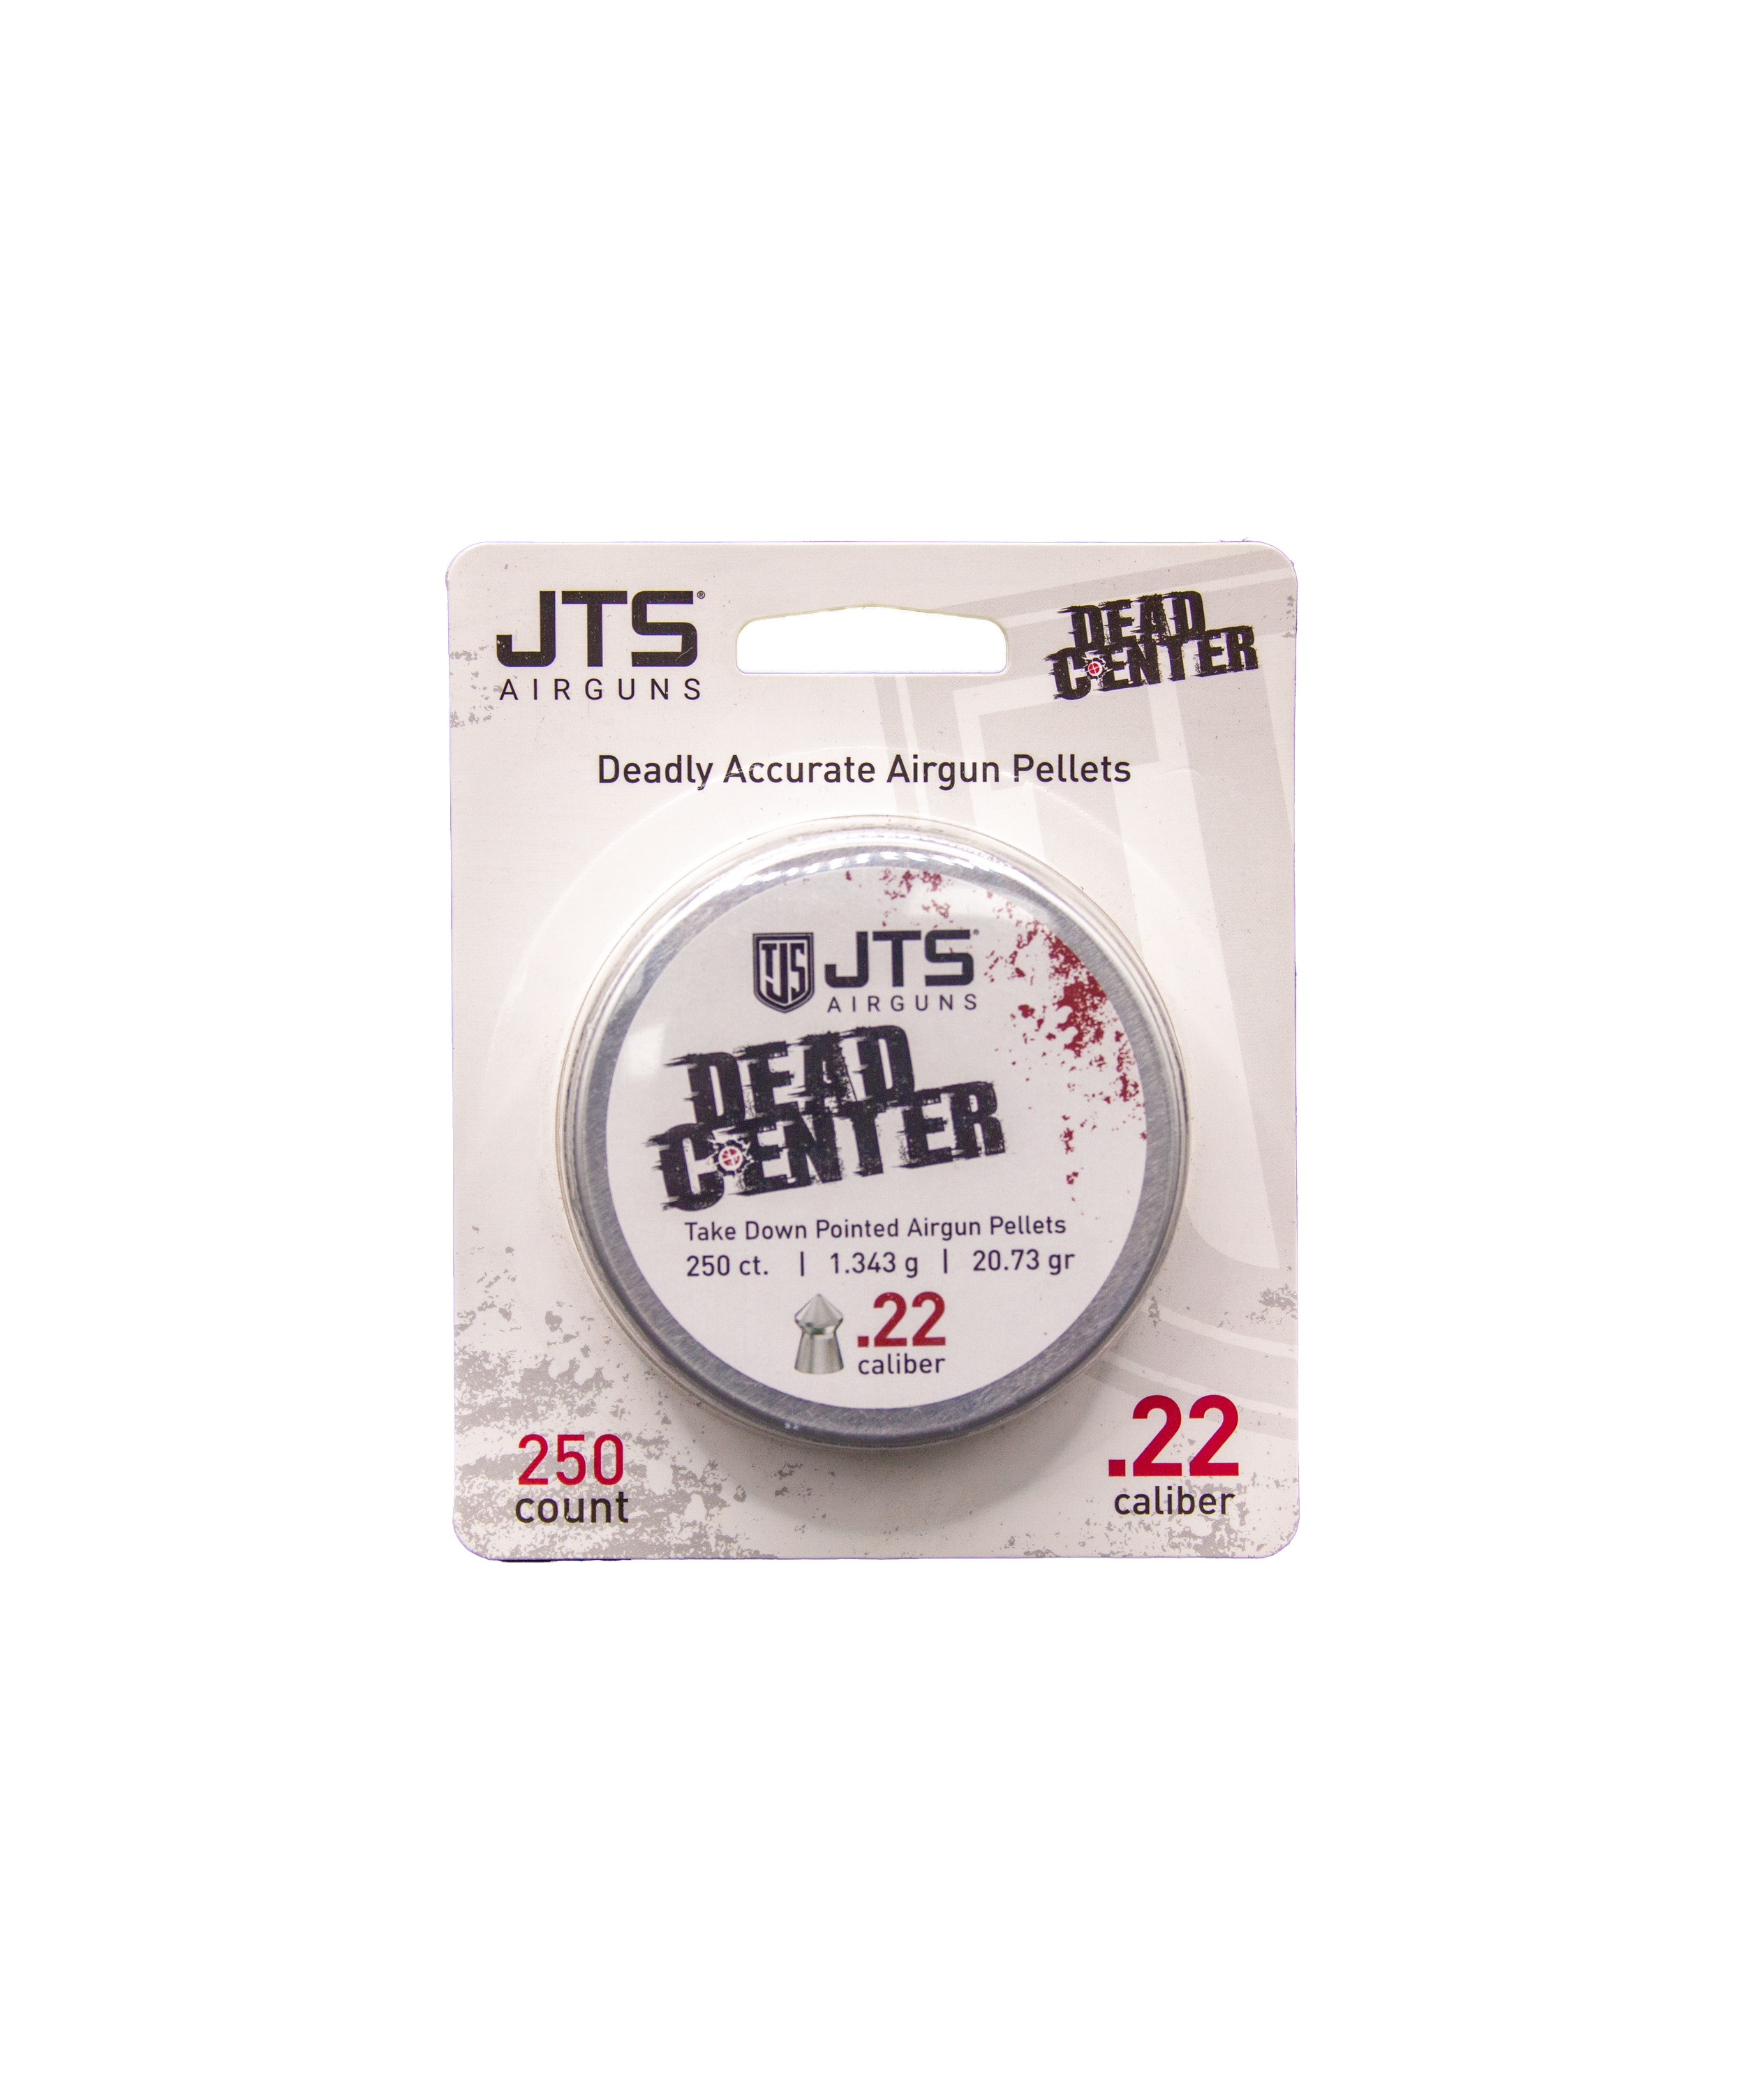 JTS®
AIRGUNS
DEAD
CENTER
Deadly Accurate Airgun Pellets
JTS JTS®
AIRGUNS
DEAD
CENTER
Take Down Pointed Airgun Pellets
250 ct. | 1.343 g | 20.73 gr
.22
caliber
250
count
.22
caliber